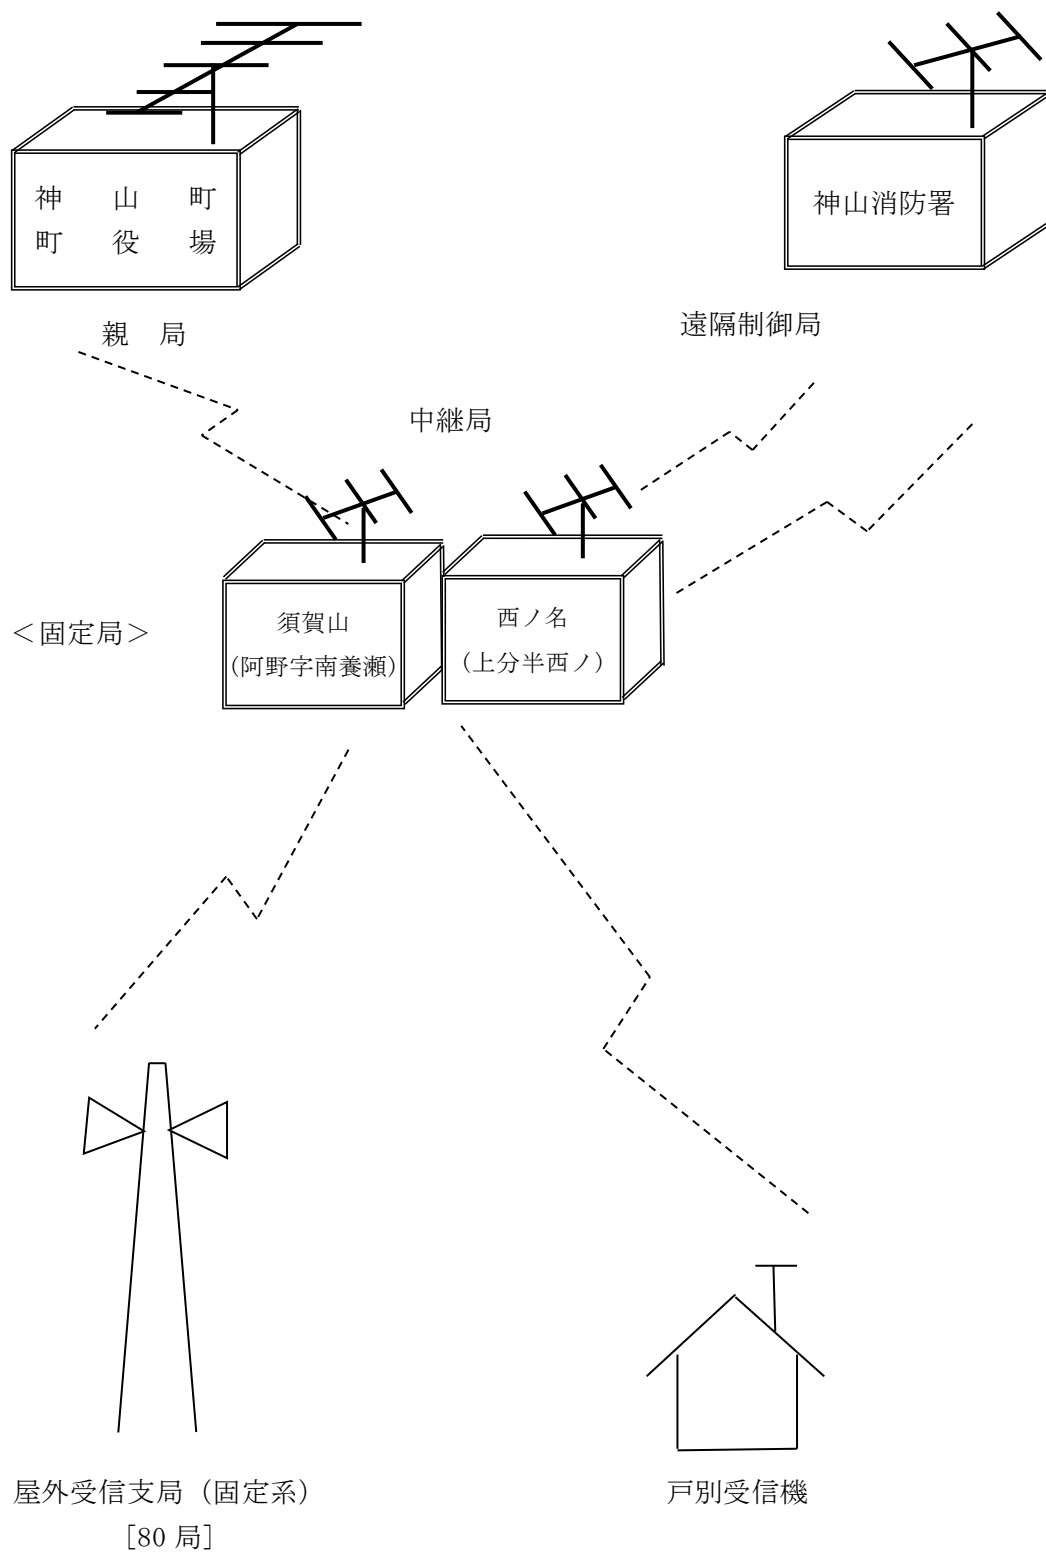 神山町
町役場
神山消防署
親 局
遠隔制御局
中継局
<固定局>
須賀山
(阿野字南養瀬)
西ノ名
(上分半西ノ)
屋外受信支局（固定系）
[80 局]
戸別受信機